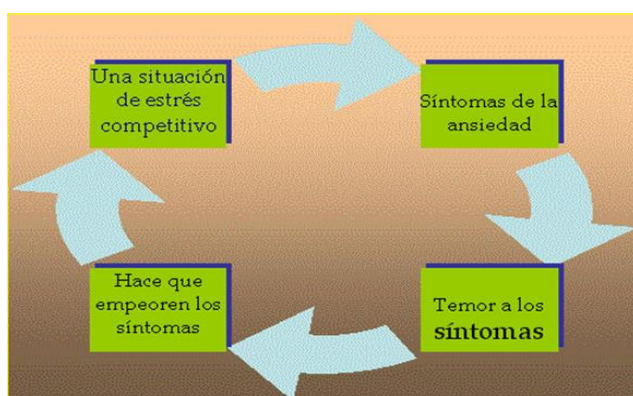 Una situación
de estrés
competitivo
Síntomas de la
ansiedad
Hace que
empeoren los
síntomas
Temor a los
síntomas